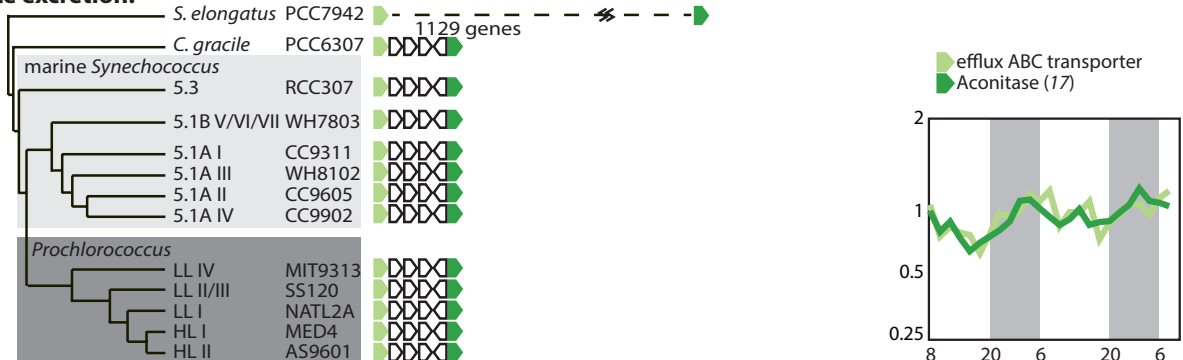 S. elongatus PCC7942
1129 genes
C. gracile PCC6307
marine Synechococcus
5.3 RCC307
5.1B V/VI/VII WH7803
5.1A I CC9311
5.1A III WH8102
5.1A II CC9605
5.1A IV CC9902
Prochlorococcus
LL IV MIT9313
LL II/III SS120
LL I NATL2A
HL I MED4
HL II AS9601
efflux ABC transporter
Aconitase (17)
2
1
0.5
0.25
8 20 6 20 6